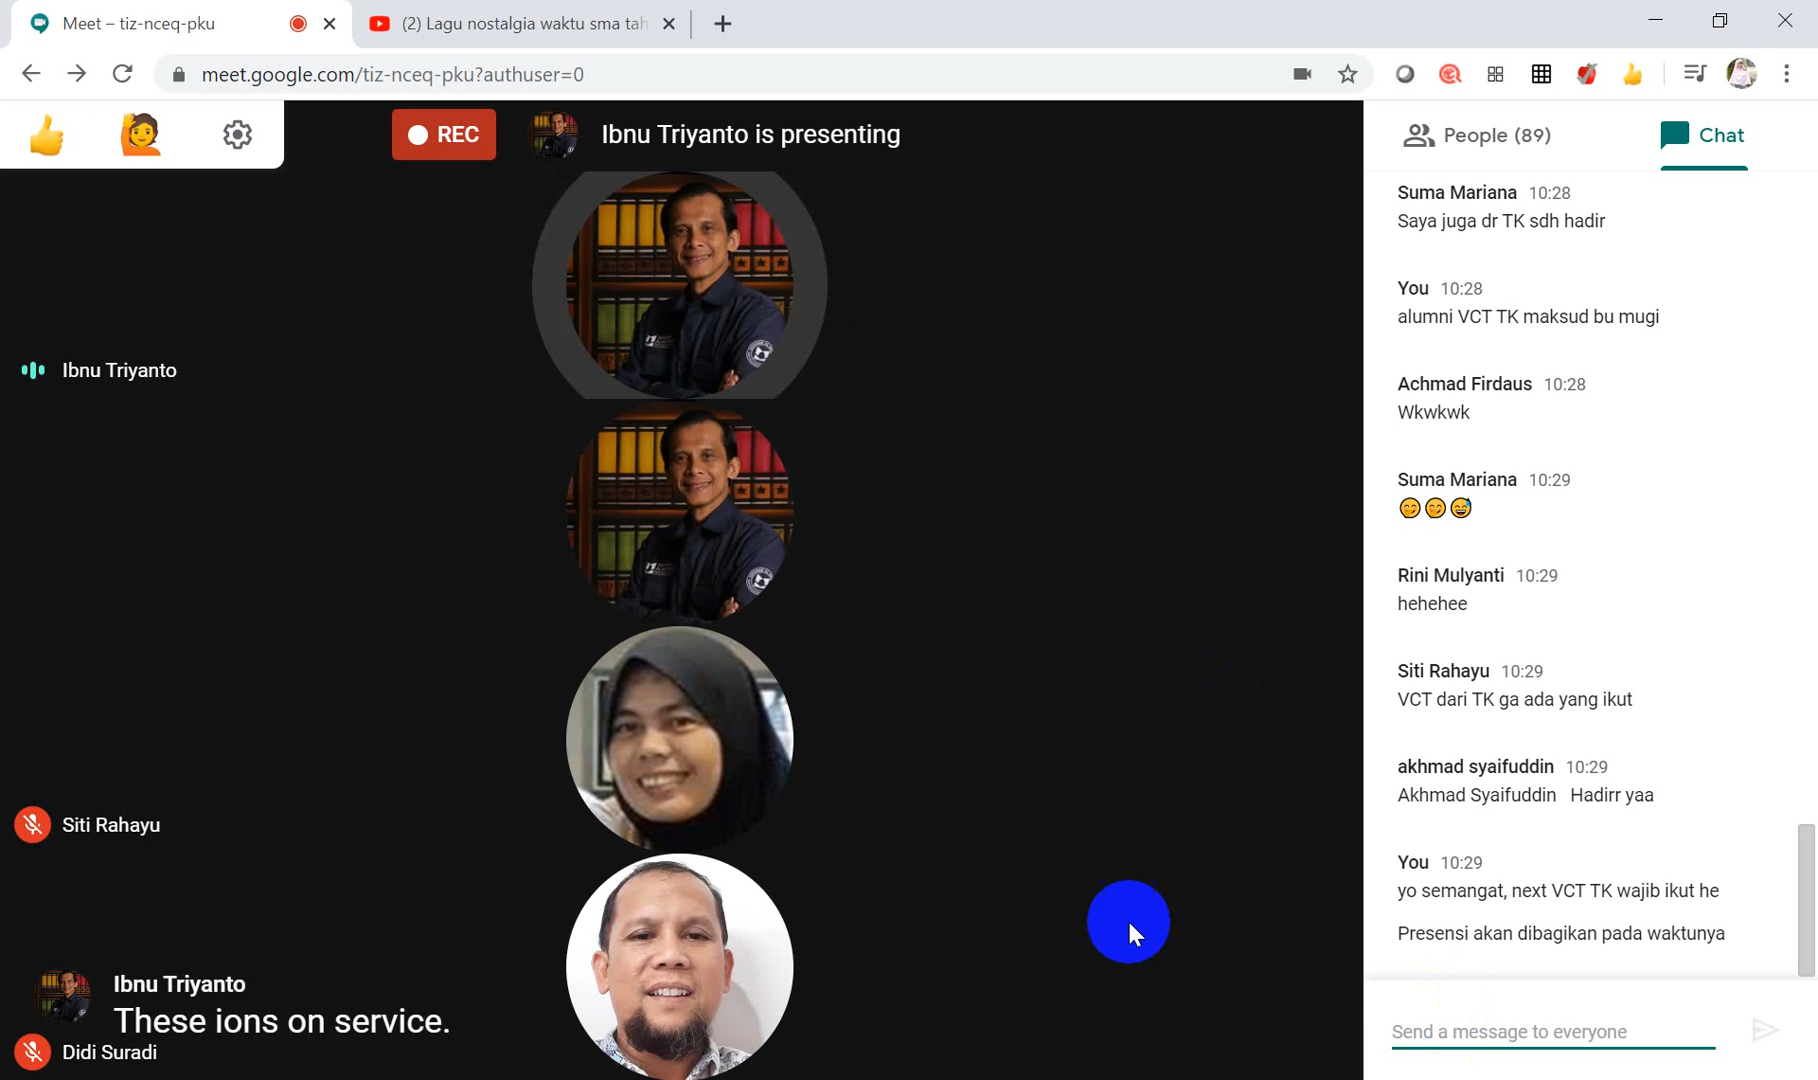 Meet – tiz-nceq-pku
(2) Lagu nostalgia waktu sma tah
meet.google.com/tiz-nceq-pku?authuser=0
REC
Ibnu Triyanto is presenting
People (89)
Chat
Suma Mariana 10:28
Saya juga dr TK sdh hadir
You 10:28
alumni VCT TK maksud bu mugi
Achmad Firdaus 10:28
Wkwkwk
Suma Mariana 10:29
😋😋😅
Rini Mulyanti 10:29
hehehee
Siti Rahayu 10:29
VCT dari TK ga ada yang ikut
akhmad syaifuddin 10:29
Akhmad Syaifuddin Hadirr yaa
You 10:29
yo semangat, next VCT TK wajib ikut he
Presensi akan dibagikan pada waktunya
Send a message to everyone
Ibnu Triyanto
Siti Rahayu
Ibnu Triyanto
These ions on service.
Didi Suradi